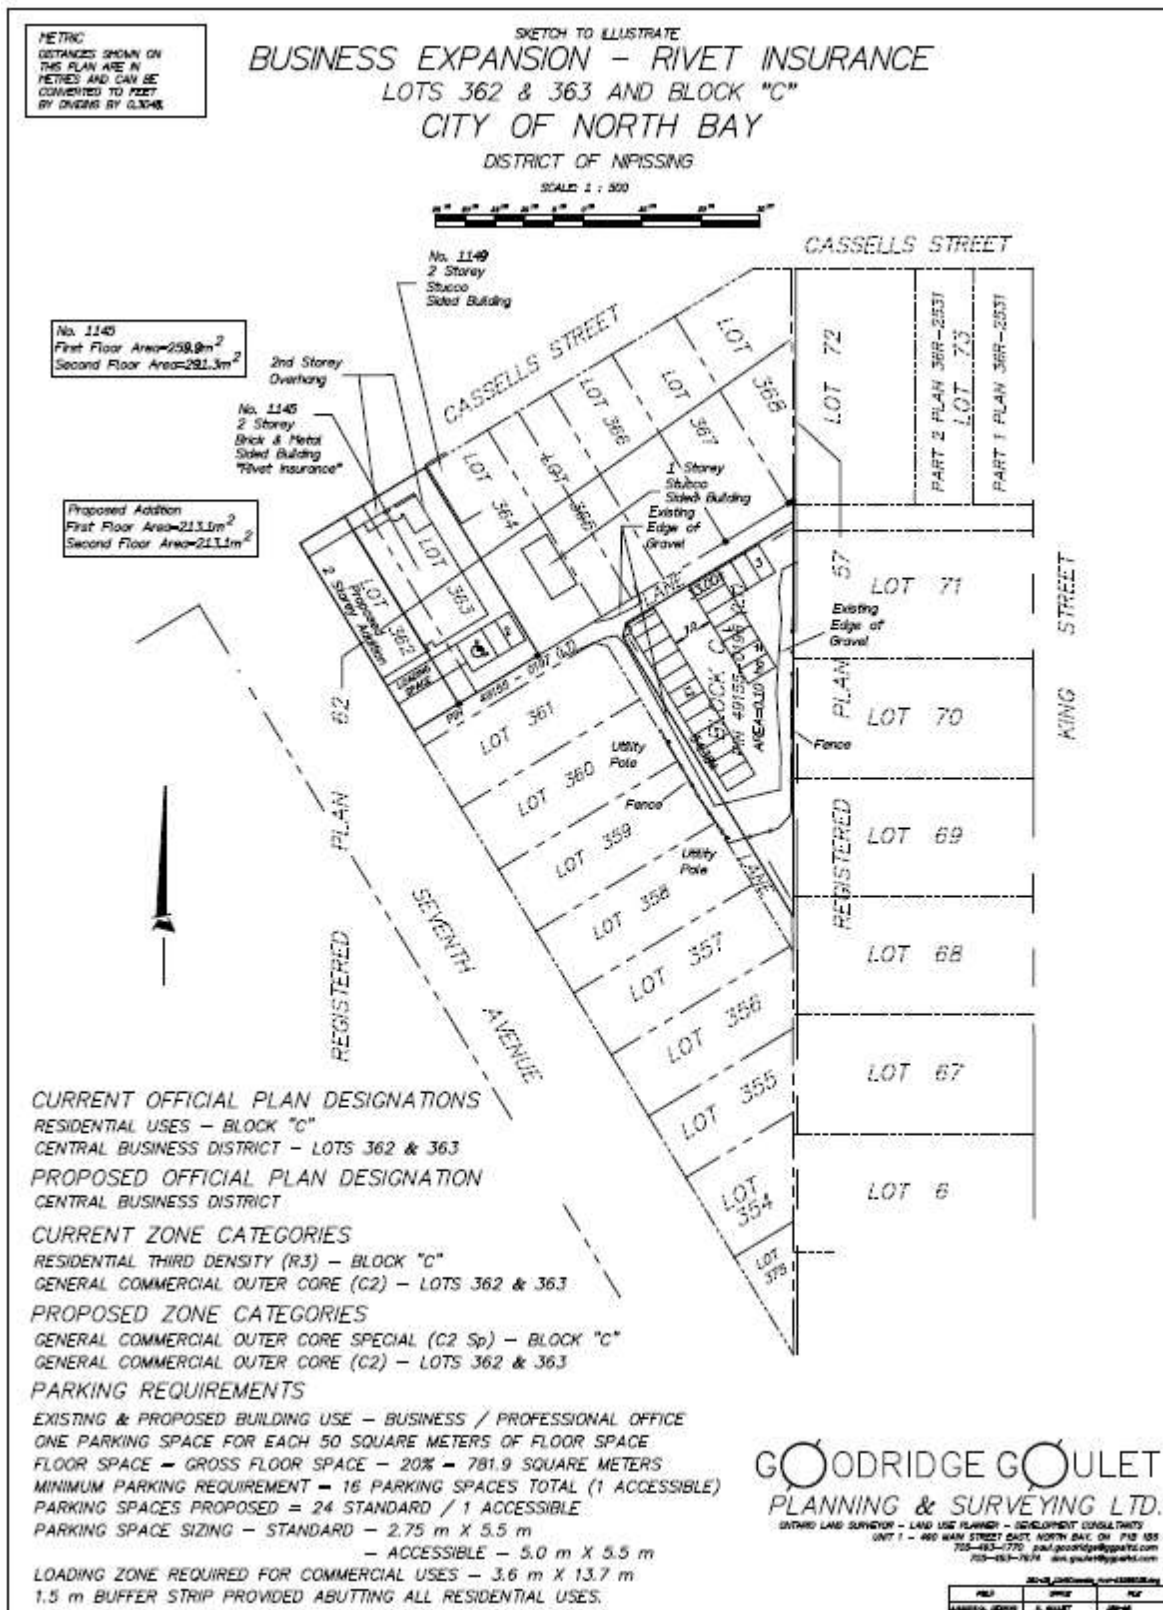 METRIC
DISTANCES SHOWN ON
THIS PLAN ARE IN
METRES AND CAN BE
CONVERTED TO FEET
BY DIVIDING BY 0.3048.
SKETCH TO ILLUSTRATE
BUSINESS EXPANSION - RIVET INSURANCE
LOTS 362 & 363 AND BLOCK "C"
CITY OF NORTH BAY
DISTRICT OF NIPISSING
SCALE 1 : 500
CASSELLS STREET
No. 1149
2 Storey
Stucco
Sided Building
No. 1145
First Floor Area=259.9m2
Second Floor Area=291.3m2
2nd Storey
Overhang
No. 1145
2 Storey
Brick & Metal
Sided Building
"Rivet Insurance"
Proposed Addition
First Floor Area=213.1m2
Second Floor Area=213.1m2
CASSELLS STREET
LOT 368
LOT 367
LOT 366
LOT 365
LOT 364
LOT 363
LOT 362
Proposed
2 Storey Addition
LOADING
SPACE
1 Storey
Stucco
Sided Building
Existing
Edge of
Gravel
LANE
LOT 72
PART 2 PLAN 36R-2531
LOT 73
PART 1 PLAN 36R-2531
LOT 71
KING STREET
Existing
Edge of
Gravel
BLOCK C
LOT 70
Fence
LOT 69
LOT 68
LOT 67
LOT 6
REGISTERED PLAN 57
LOT 361
LOT 360
LOT 359
LOT 358
LOT 357
LOT 356
LOT 355
LOT 354
LOT
375
Utility
Pole
Fence
Utility
Pole
LANE
REGISTERED PLAN 62
SEVENTH AVENUE
CURRENT OFFICIAL PLAN DESIGNATIONS
RESIDENTIAL USES - BLOCK "C"
CENTRAL BUSINESS DISTRICT - LOTS 362 & 363
PROPOSED OFFICIAL PLAN DESIGNATION
CENTRAL BUSINESS DISTRICT
CURRENT ZONE CATEGORIES
RESIDENTIAL THIRD DENSITY (R3) - BLOCK "C"
GENERAL COMMERCIAL OUTER CORE (C2) - LOTS 362 & 363
PROPOSED ZONE CATEGORIES
GENERAL COMMERCIAL OUTER CORE SPECIAL (C2 Sp) - BLOCK "C"
GENERAL COMMERCIAL OUTER CORE (C2) - LOTS 362 & 363
PARKING REQUIREMENTS
EXISTING & PROPOSED BUILDING USE - BUSINESS / PROFESSIONAL OFFICE
ONE PARKING SPACE FOR EACH 50 SQUARE METERS OF FLOOR SPACE
FLOOR SPACE = GROSS FLOOR SPACE - 20% = 781.9 SQUARE METERS
MINIMUM PARKING REQUIREMENT = 16 PARKING SPACES TOTAL (1 ACCESSIBLE)
PARKING SPACES PROPOSED = 24 STANDARD / 1 ACCESSIBLE
PARKING SPACE SIZING - STANDARD - 2.75 m X 5.5 m
- ACCESSIBLE - 5.0 m X 5.5 m
LOADING ZONE REQUIRED FOR COMMERCIAL USES - 3.6 m X 13.7 m
1.5 m BUFFER STRIP PROVIDED ABUTTING ALL RESIDENTIAL USES.
GOODRIDGE GOULET
PLANNING & SURVEYING LTD.
ONTARIO LAND SURVEYOR - LAND USE PLANNER - DEVELOPMENT CONSULTANTS